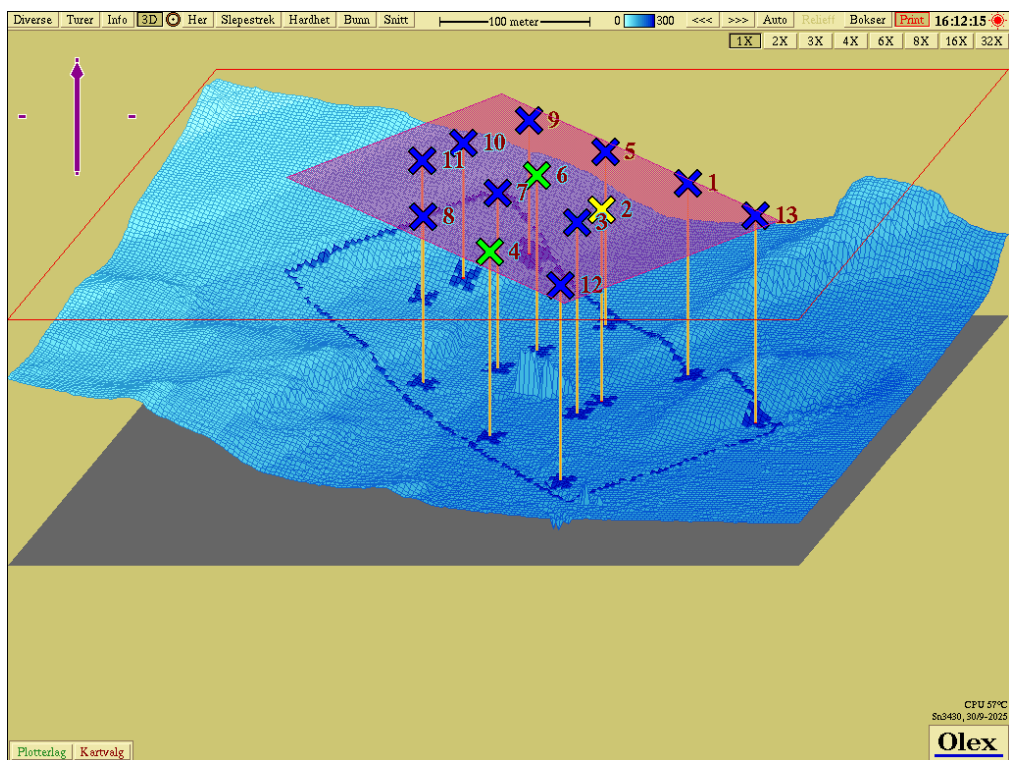 Diverse Turer Info 3D Her Slepestrek Hardhet Bunn Snitt 100 meter 0 300 <<< >>> Auto Relieff Bokser Print 16:12:15
1X 2X 3X 4X 6X 8X 16X 32X
9
10
5
11
6
1
7
2
13
8
3
4
12
CPU 57°C
Sn3430, 30/9-2025
Plotterlag Kartvalg
Olex